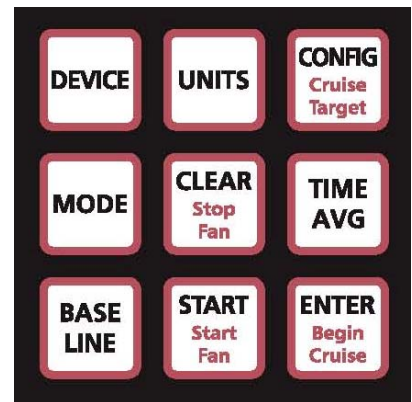 DEVICE
UNITS
CONFIG
Cruise
Target
MODE
CLEAR
Stop
Fan
TIME
AVG
BASE
LINE
START
Start
Fan
ENTER
Begin
Cruise